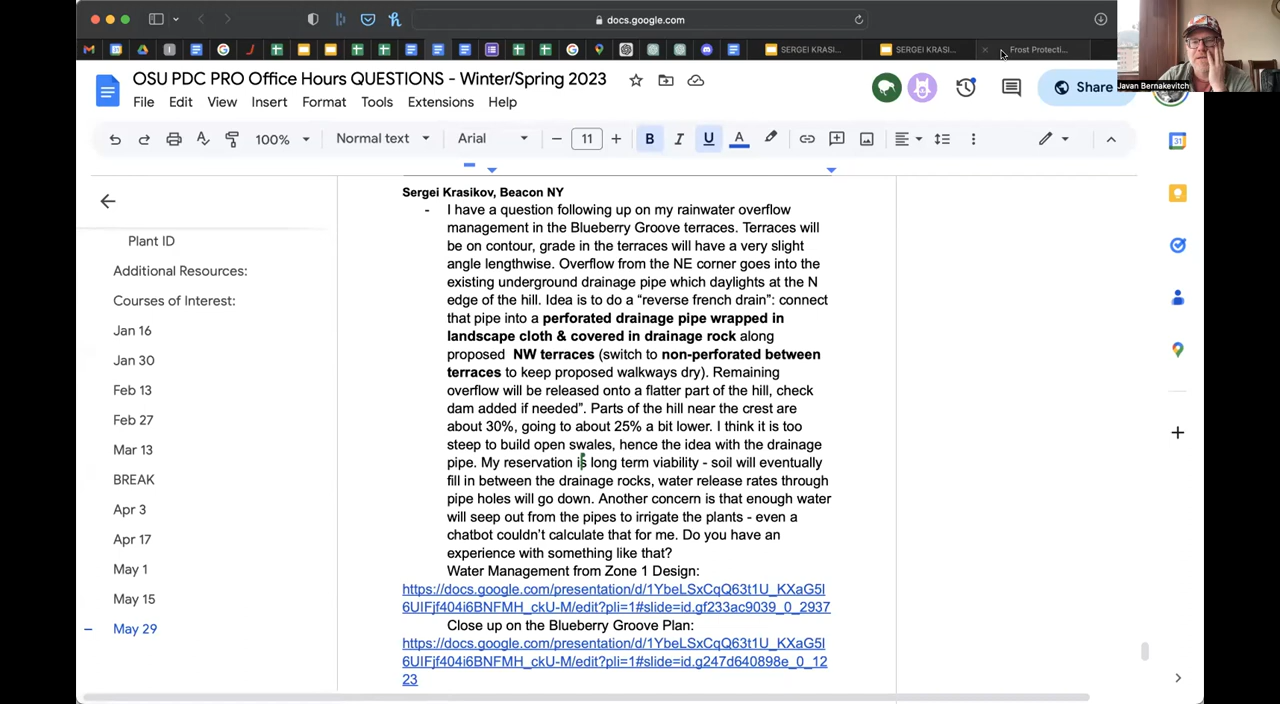 docs.google.com
SERGEI KRASI...
SERGEI KRASI...
Frost Protecti...
Javan Bernakevitch
OSU PDC PRO Office Hours QUESTIONS - Winter/Spring 2023
File Edit View Insert Format Tools Extensions Help
Share
100% Normal text Arial 11 B I U A
Plant ID
Additional Resources:
Courses of Interest:
Jan 16
Jan 30
Feb 13
Feb 27
Mar 13
BREAK
Apr 3
Apr 17
May 1
May 15
May 29
Sergei Krasikov, Beacon NY
- I have a question following up on my rainwater overflow
management in the Blueberry Groove terraces. Terraces will
be on contour, grade in the terraces will have a very slight
angle lengthwise. Overflow from the NE corner goes into the
existing underground drainage pipe which daylights at the N
edge of the hill. Idea is to do a “reverse french drain”: connect
that pipe into a perforated drainage pipe wrapped in
landscape cloth & covered in drainage rock along
proposed NW terraces (switch to non-perforated between
terraces to keep proposed walkways dry). Remaining
overflow will be released onto a flatter part of the hill, check
dam added if needed”. Parts of the hill near the crest are
about 30%, going to about 25% a bit lower. I think it is too
steep to build open swales, hence the idea with the drainage
pipe. My reservation is long term viability - soil will eventually
fill in between the drainage rocks, water release rates through
pipe holes will go down. Another concern is that enough water
will seep out from the pipes to irrigate the plants - even a
chatbot couldn’t calculate that for me. Do you have an
experience with something like that?
Water Management from Zone 1 Design:
https://docs.google.com/presentation/d/1YbeLSxCqQ63t1U_KXaG5I
6UIFjf404i6BNFMH_ckU-M/edit?pli=1#slide=id.gf233ac9039_0_2937
Close up on the Blueberry Groove Plan:
https://docs.google.com/presentation/d/1YbeLSxCqQ63t1U_KXaG5I
6UIFjf404i6BNFMH_ckU-M/edit?pli=1#slide=id.g247d640898e_0_12
23